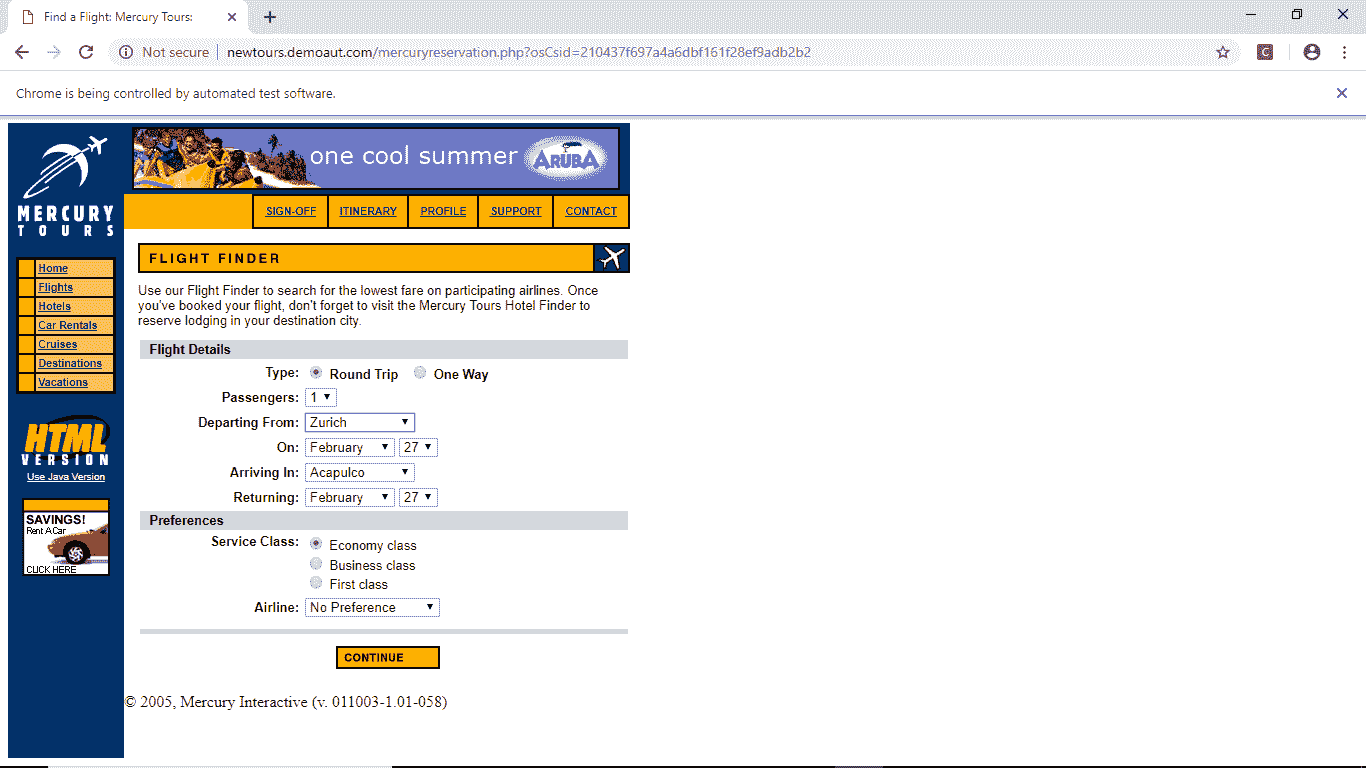 Find a Flight: Mercury Tours:
Not secure | newtours.demoaut.com/mercuryreservation.php?osCsid=210437f697a4a6dbf161f28ef9adb2b2
Chrome is being controlled by automated test software.
one cool summer ARUBA
MERCURY
TOURS
SIGN-OFF ITINERARY PROFILE SUPPORT CONTACT
Home
Flights
Hotels
Car Rentals
Cruises
Destinations
Vacations
HTML
VERSION
Use Java Version
SAVINGS!
Rent A Car
CLICK HERE
FLIGHT FINDER
Use our Flight Finder to search for the lowest fare on participating airlines. Once
you've booked your flight, don't forget to visit the Mercury Tours Hotel Finder to
reserve lodging in your destination city.
Flight Details
Type: Round Trip One Way
Passengers: 1
Departing From: Zurich
On: February 27
Arriving In: Acapulco
Returning: February 27
Preferences
Service Class: Economy class
Business class
First class
Airline: No Preference
CONTINUE
© 2005, Mercury Interactive (v. 011003-1.01-058)